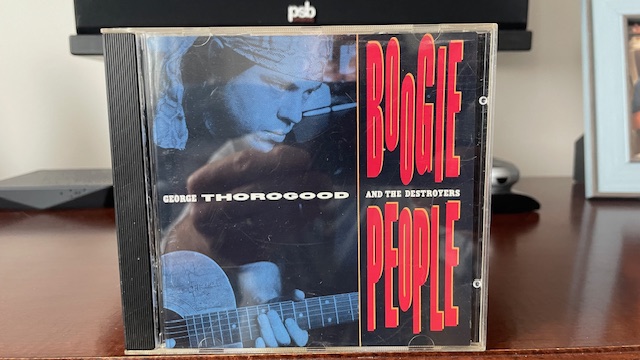 psb
BOOGIE
GEORGE THOROGOOD AND THE DESTROYERS
PEOPLE